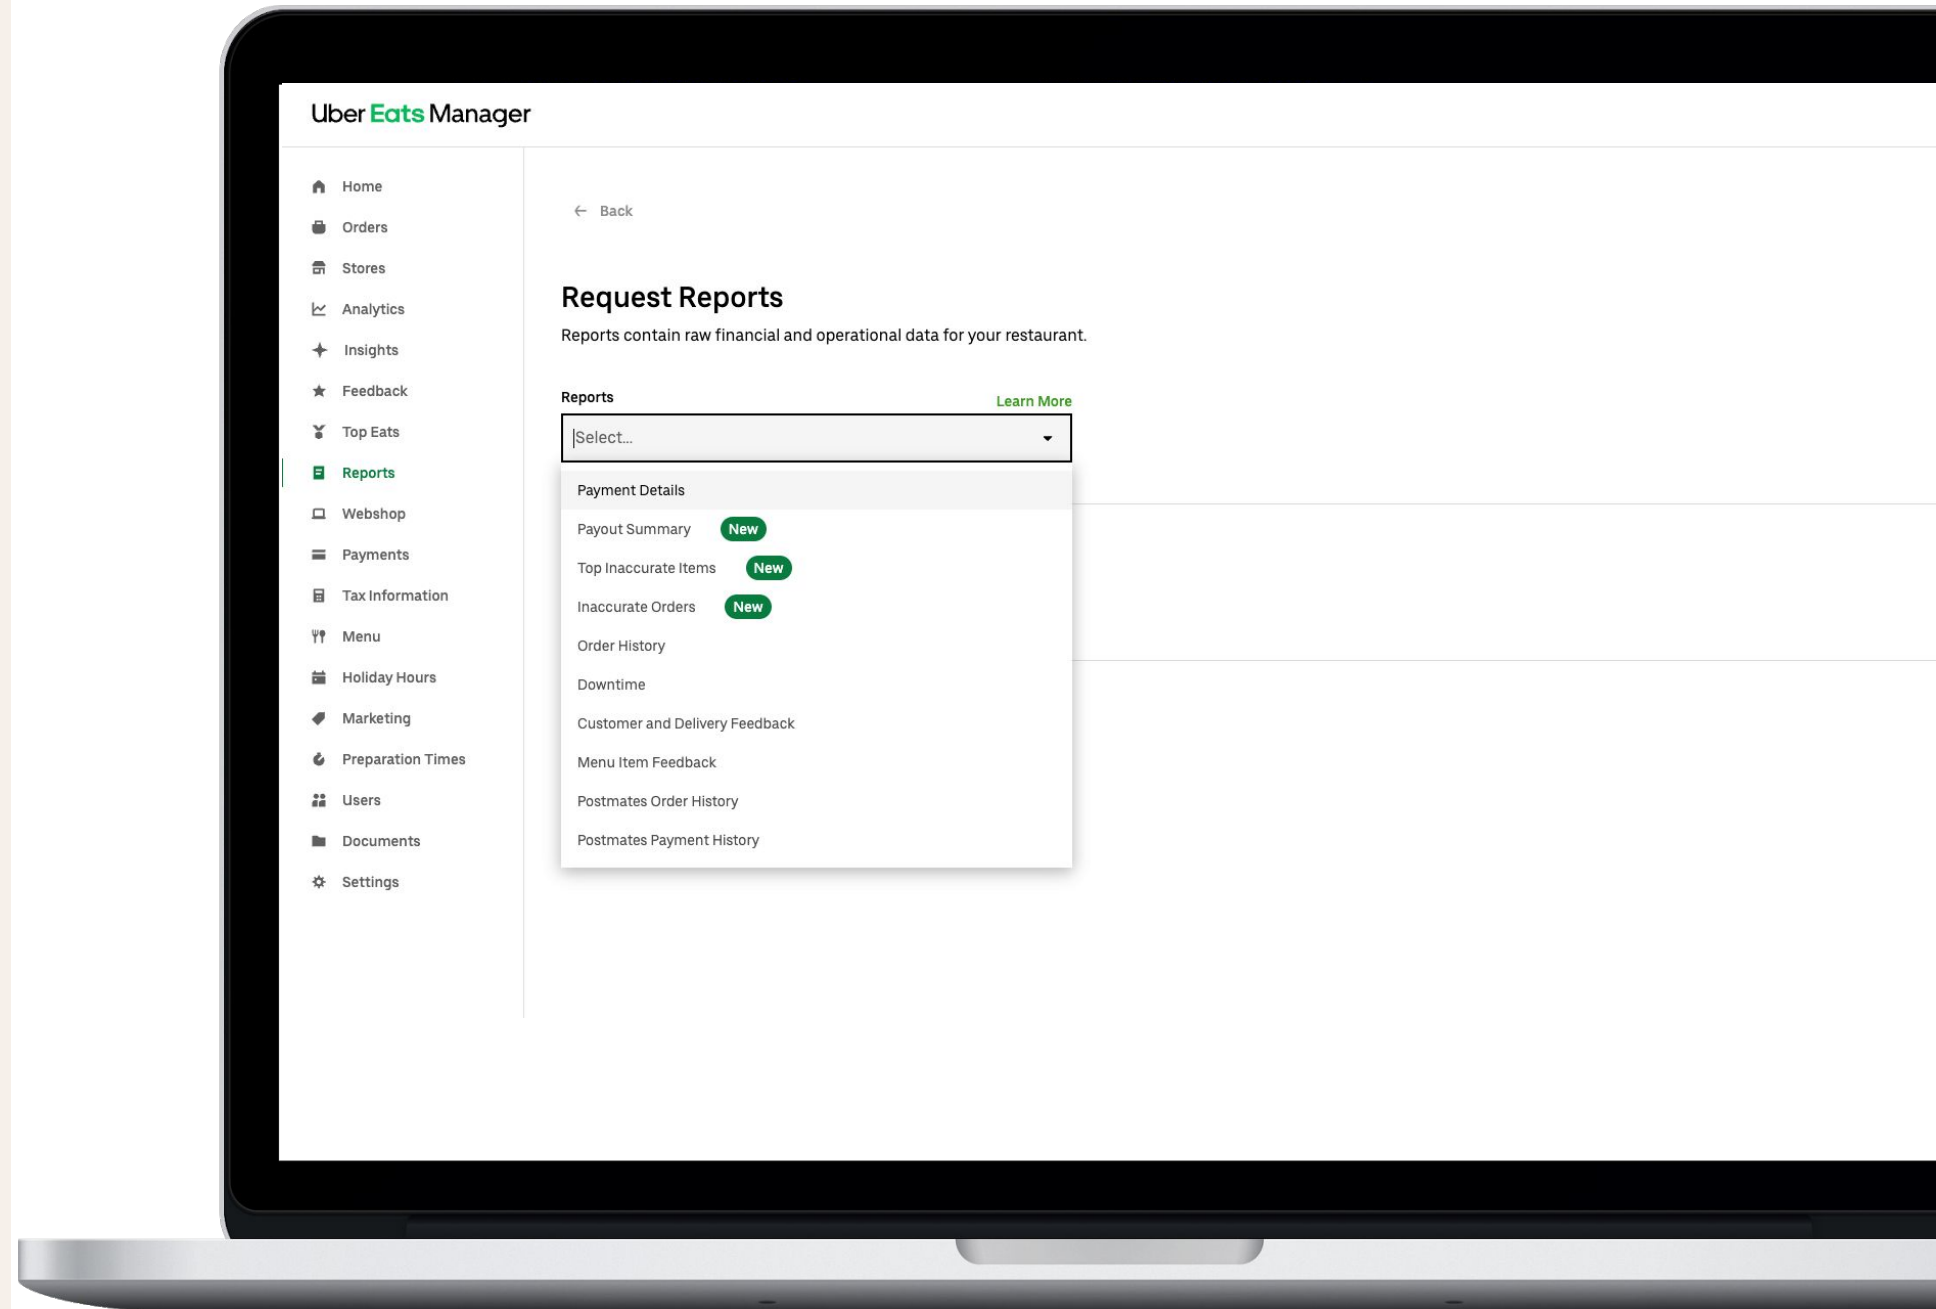 Uber Eats Manager
Home
Orders
Stores
Analytics
Insights
Feedback
Top Eats
Reports
Webshop
Payments
Tax Information
Menu
Holiday Hours
Marketing
Preparation Times
Users
Documents
Settings
Back
Request Reports
Reports contain raw financial and operational data for your restaurant.
Reports Learn More
Select...
Payment Details
Payout Summary New
Top Inaccurate Items New
Inaccurate Orders New
Order History
Downtime
Customer and Delivery Feedback
Menu Item Feedback
Postmates Order History
Postmates Payment History